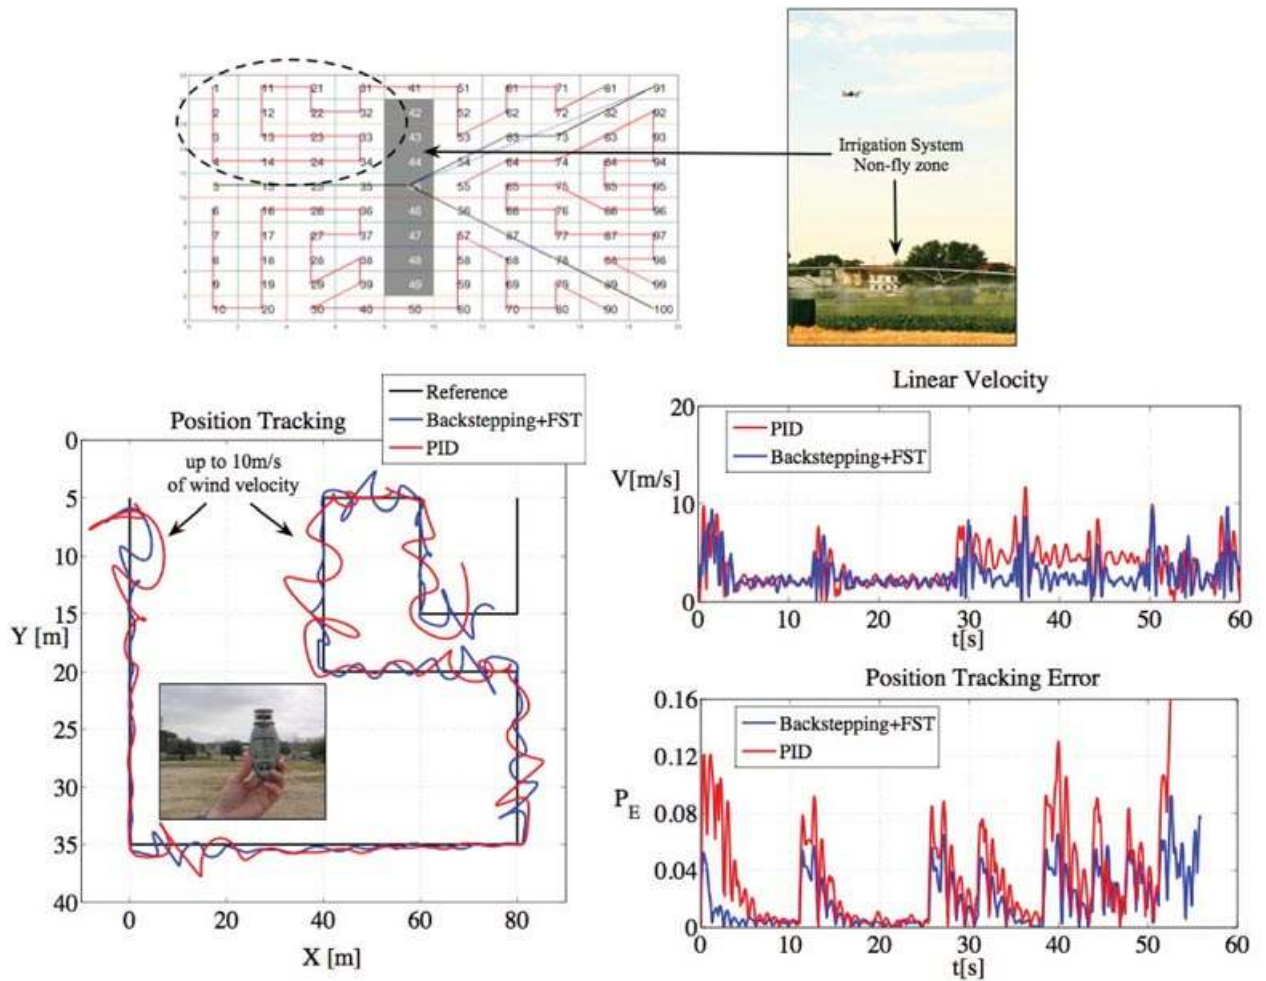 1 11 21 31 41 51 61 71 81 91
2 12 22 32 42 52 62 72 82 92
3 13 23 33 43 53 63 73 83 93
4 14 24 34 44 54 64 74 84 94
5 15 25 35 55 65 75 85 95
6 16 26 36 46 56 66 76 86 96
7 17 27 37 47 57 67 77 87 97
8 18 28 38 48 58 68 78 88 98
9 19 29 39 49 59 69 79 89 99
10 20 30 40 50 60 70 80 90 100
Irrigation System
Non-fly zone
Position Tracking
Reference
Backstepping+FST
PID
up to 10m/s
of wind velocity
0
5
10
15
20
25
30
35
40
Y [m]
0 20 40 60 80
X [m]
Linear Velocity
PID
Backstepping+FST
20
10
0
V[m/s]
0 10 20 30 40 50 60
t[s]
Position Tracking Error
Backstepping+FST
PID
0.16
0.12
0.08
0.04
0
P_E
0 10 20 30 40 50 60
t[s]